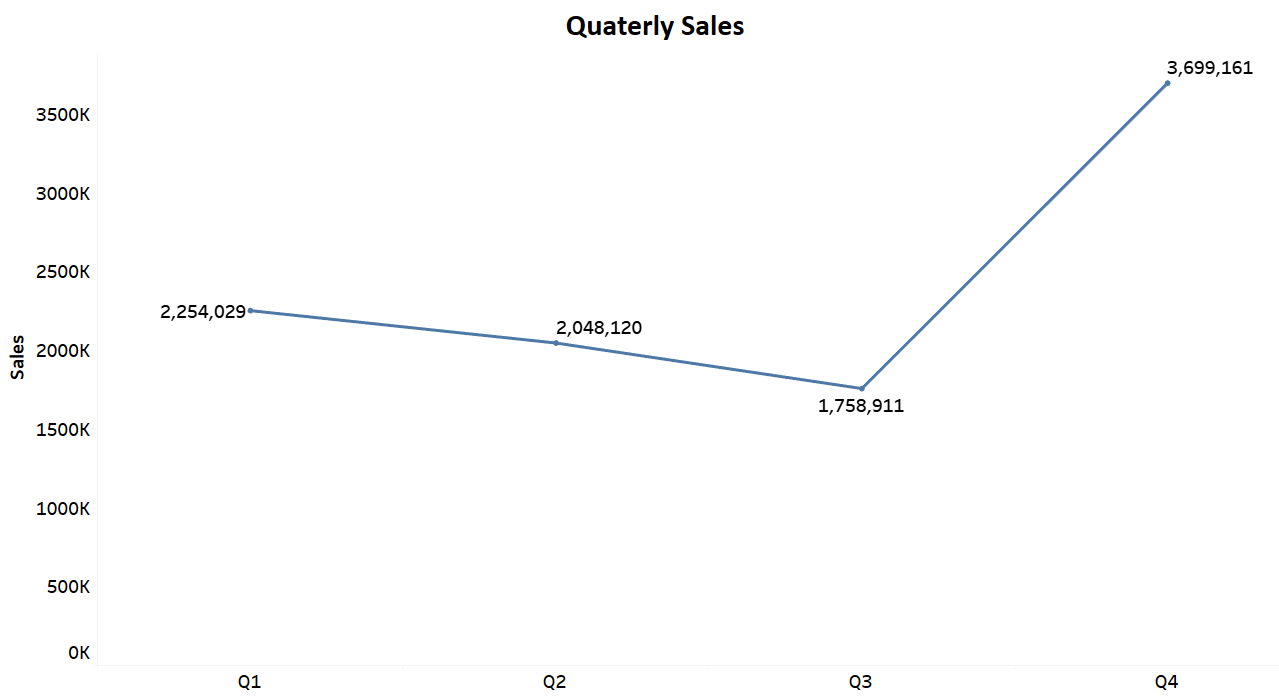 Quaterly Sales
3,699,161
3500K
3000K
2500K
2,254,029
2,048,120
2000K
Sales
1,758,911
1500K
1000K
500K
0K
Q1 Q2 Q3 Q4